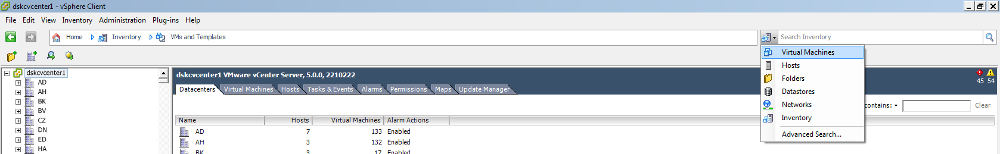 dskcvcenter1 - vSphere Client
File Edit View Inventory Administration Plug-ins Help
Home Inventory VMs and Templates
Search Inventory
Virtual Machines
Hosts
Folders
Datastores
Networks
Inventory
Advanced Search...
dskcvcenter1
AD
AH
BK
BV
CZ
DN
ED
HA
dskcvcenter1 VMware vCenter Server, 5.0.0, 2210222
45 54
Datacenters Virtual Machines Hosts Tasks & Events Alarms Permissions Maps Update Manager
contains: Clear
Name Hosts Virtual Machines Alarm Actions
AD 7 133 Enabled
AH 3 132 Enabled
BK 3 17 Enabled